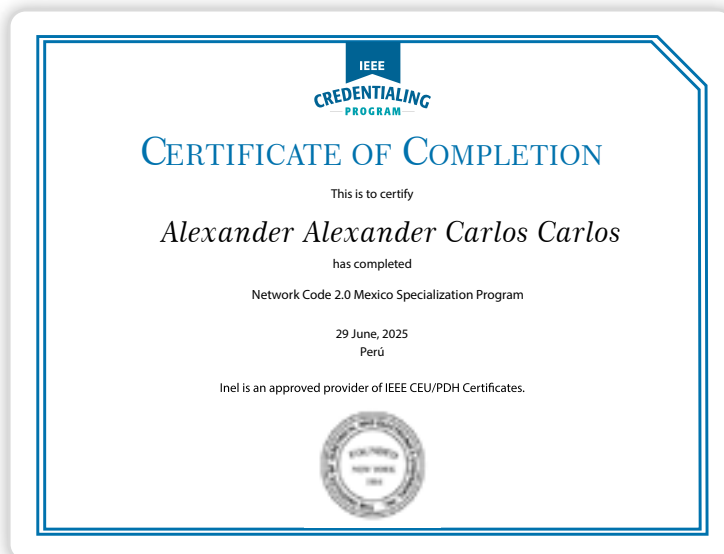 IEEE
CREDENTIALING
PROGRAM
CERTIFICATE OF COMPLETION
This is to certify
Alexander Alexander Carlos Carlos
has completed
Network Code 2.0 Mexico Specialization Program
29 June, 2025
Perú
Inel is an approved provider of IEEE CEU/PDH Certificates.
FOUNDED
NEW YORK